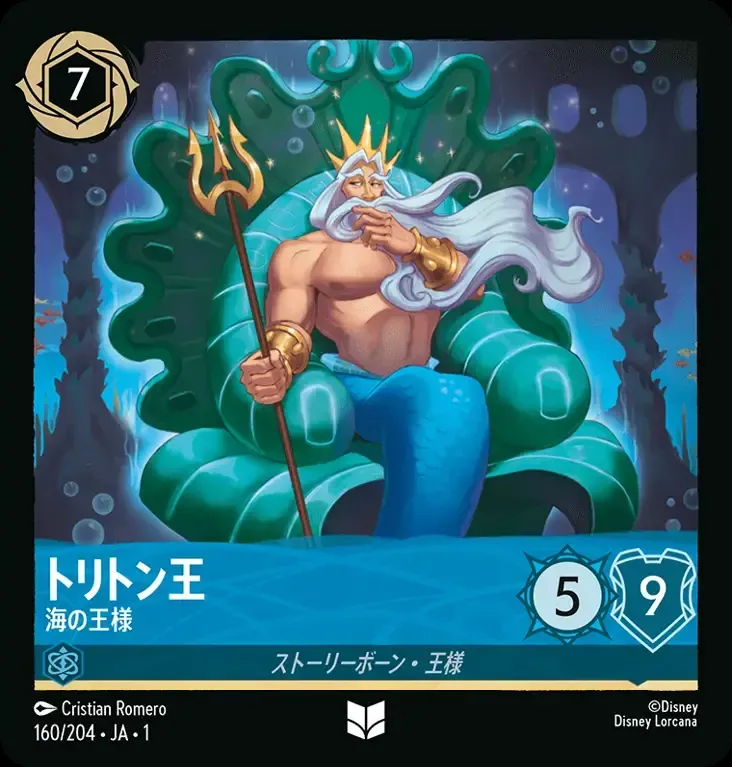 7
トリトン王
海の王様
5
9
ストーリーボーン・王様
Cristian Romero
160/204・JA・1
©Disney
Disney Lorcana